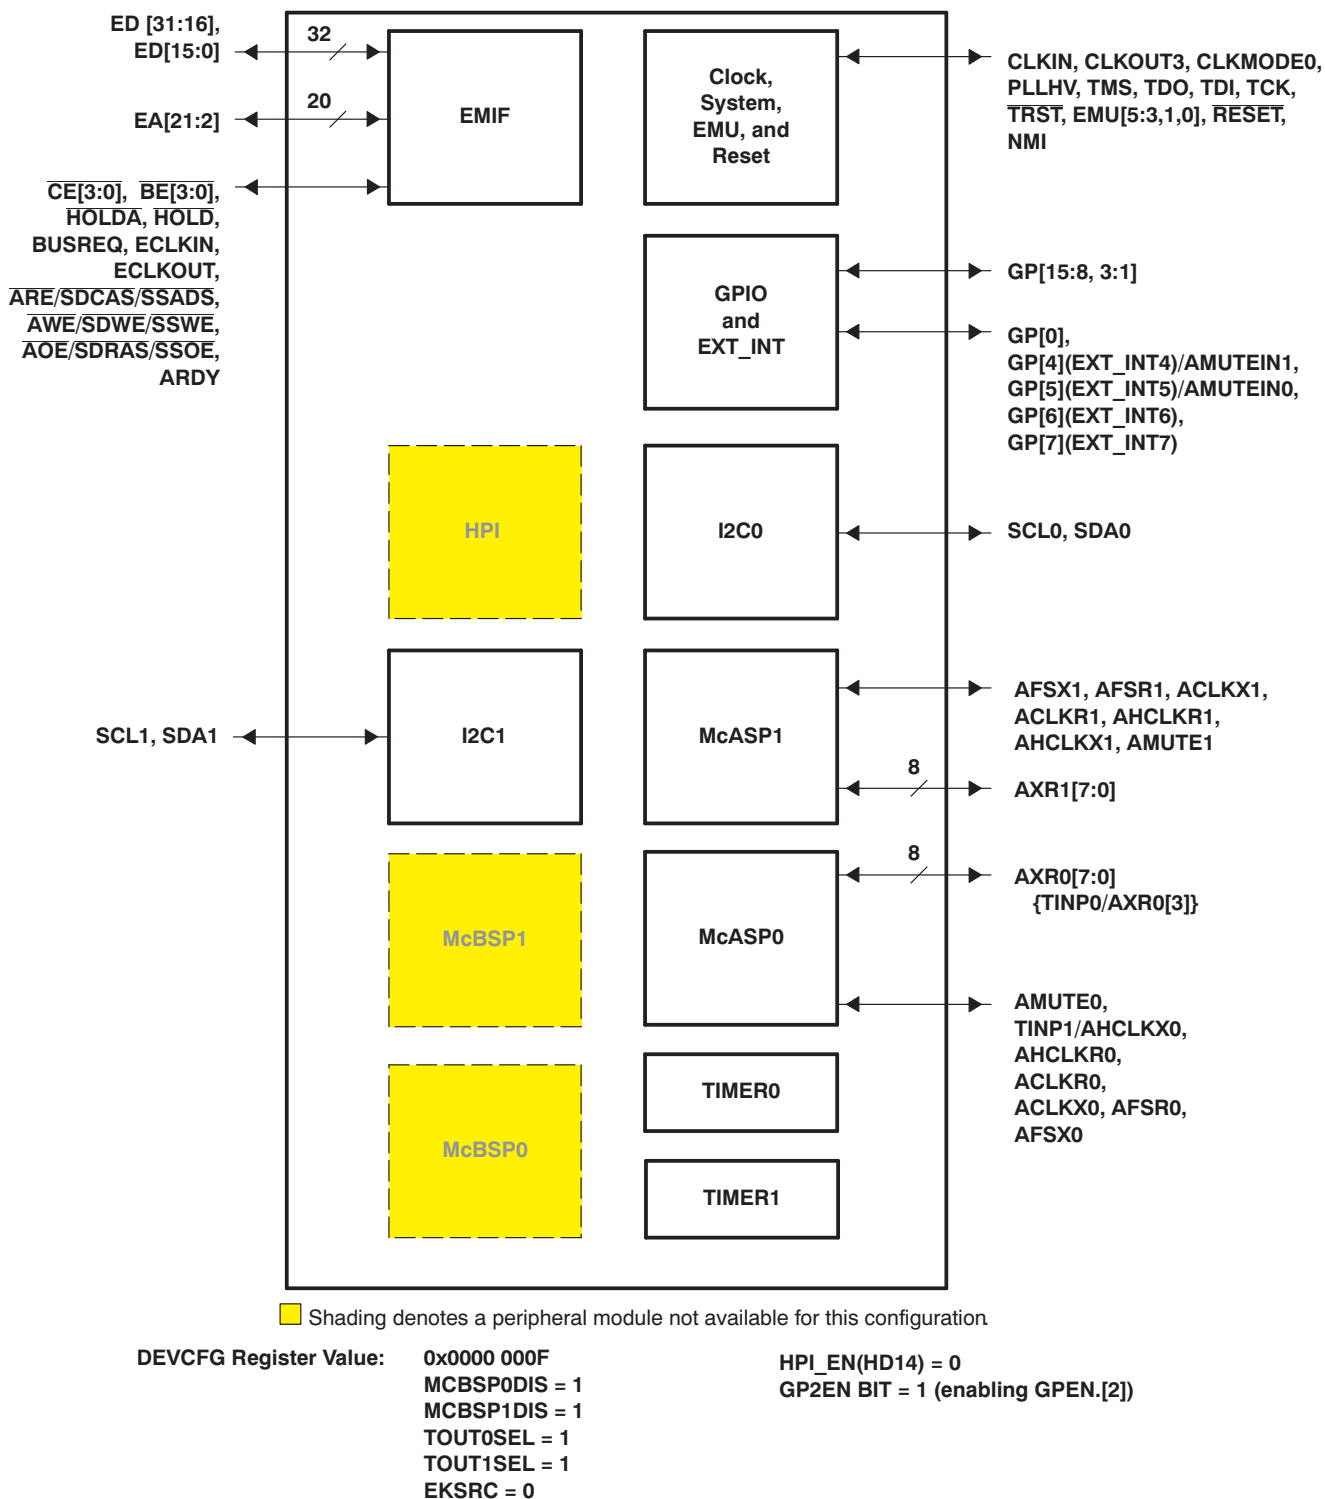 ED [31:16],
ED[15:0]
32
EA[21:2]
20
EMIF
CE[3:0], BE[3:0],
HOLDA, HOLD,
BUSREQ, ECLKIN,
ECLKOUT,
ARE/SDCAS/SSADS,
AWE/SDWE/SSWE,
AOE/SDRAS/SSOE,
ARDY
Clock,
System,
EMU, and
Reset
CLKIN, CLKOUT3, CLKMODE0,
PLLHV, TMS, TDO, TDI, TCK,
TRST, EMU[5:3,1,0], RESET,
NMI
GPIO
and
EXT_INT
GP[15:8, 3:1]
GP[0],
GP[4](EXT_INT4)/AMUTEIN1,
GP[5](EXT_INT5)/AMUTEIN0,
GP[6](EXT_INT6),
GP[7](EXT_INT7)
HPI
I2C0
SCL0, SDA0
SCL1, SDA1
I2C1
McASP1
AFSX1, AFSR1, ACLKX1,
ACLKR1, AHCLKR1,
AHCLKX1, AMUTE1
8
AXR1[7:0]
McBSP1
McASP0
8
AXR0[7:0]
{TINP0/AXR0[3]}
AMUTE0,
TINP1/AHCLKX0,
AHCLKR0,
ACLKR0,
ACLKX0, AFSR0,
AFSX0
McBSP0
TIMER0
TIMER1
Shading denotes a peripheral module not available for this configuration.
DEVCFG Register Value: 0x0000 000F
MCBSP0DIS = 1
MCBSP1DIS = 1
TOUT0SEL = 1
TOUT1SEL = 1
EKSRC = 0
HPI_EN(HD14) = 0
GP2EN BIT = 1 (enabling GPEN.[2])